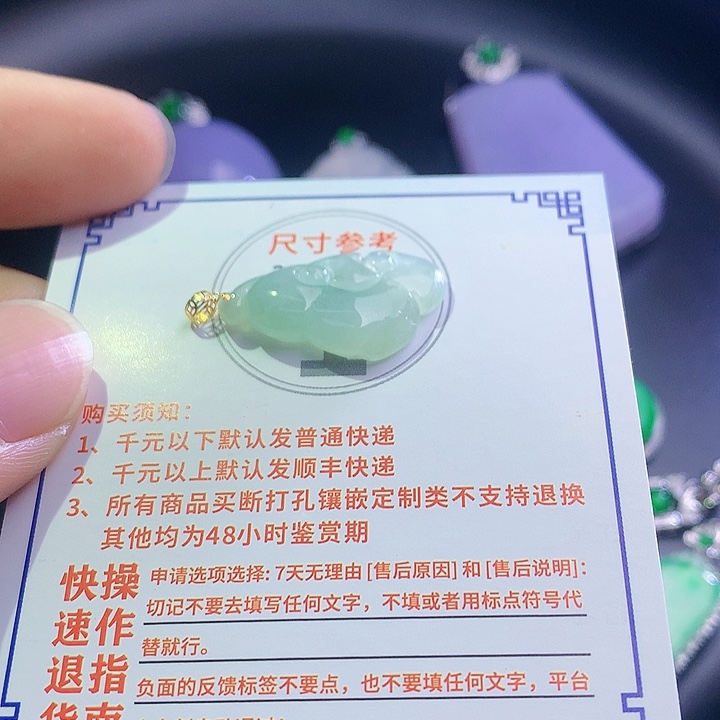 尺寸参考
购买须知：
1、千元以下默认发普通快递
2、千元以上默认发顺丰快递
3、所有商品买断打孔镶嵌定制类不支持退换
其他均为48小时鉴赏期
快操
速作
退指
货南
申请选项选择: 7天无理由 [售后原因] 和 [售后说明]：
切记不要去填写任何文字，不填或者用标点符号代
替就行。
负面的反馈标签不要点，也不要填任何文字，平台